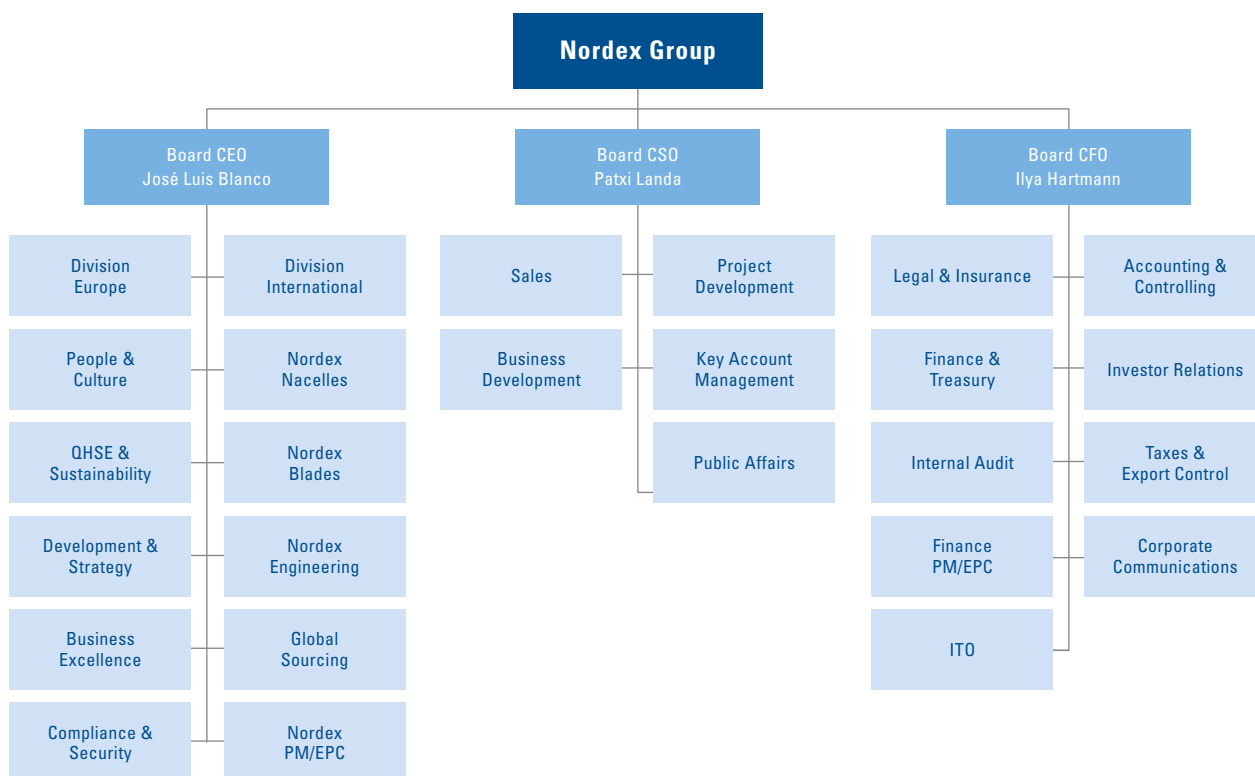 Nordex Group
Board CEO
José Luis Blanco
Board CSO
Patxi Landa
Board CFO
Ilya Hartmann
Division
Europe
Division
International
People &
Culture
Nordex
Nacelles
QHSE &
Sustainability
Nordex
Blades
Development &
Strategy
Nordex
Engineering
Business
Excellence
Global
Sourcing
Compliance &
Security
Nordex
PM/EPC
Sales
Project
Development
Business
Development
Key Account
Management
Public Affairs
Legal & Insurance
Accounting &
Controlling
Finance &
Treasury
Investor Relations
Internal Audit
Taxes &
Export Control
Finance
PM/EPC
Corporate
Communications
ITO